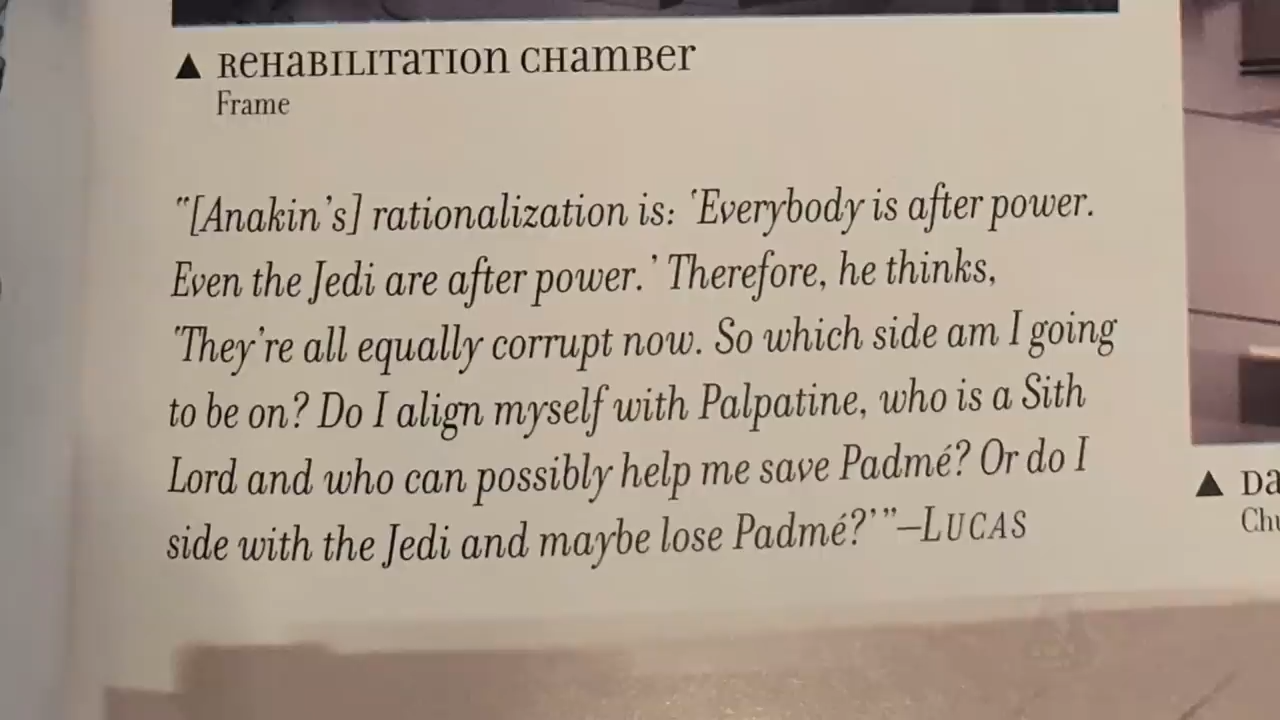 ▲ REHABILITATION CHAMBER
Frame
"[Anakin's] rationalization is: 'Everybody is after power.
Even the Jedi are after power.' Therefore, he thinks,
'They're all equally corrupt now. So which side am I going
to be on? Do I align myself with Palpatine, who is a Sith
Lord and who can possibly help me save Padmé? Or do I
side with the Jedi and maybe lose Padmé?'"—LUCAS